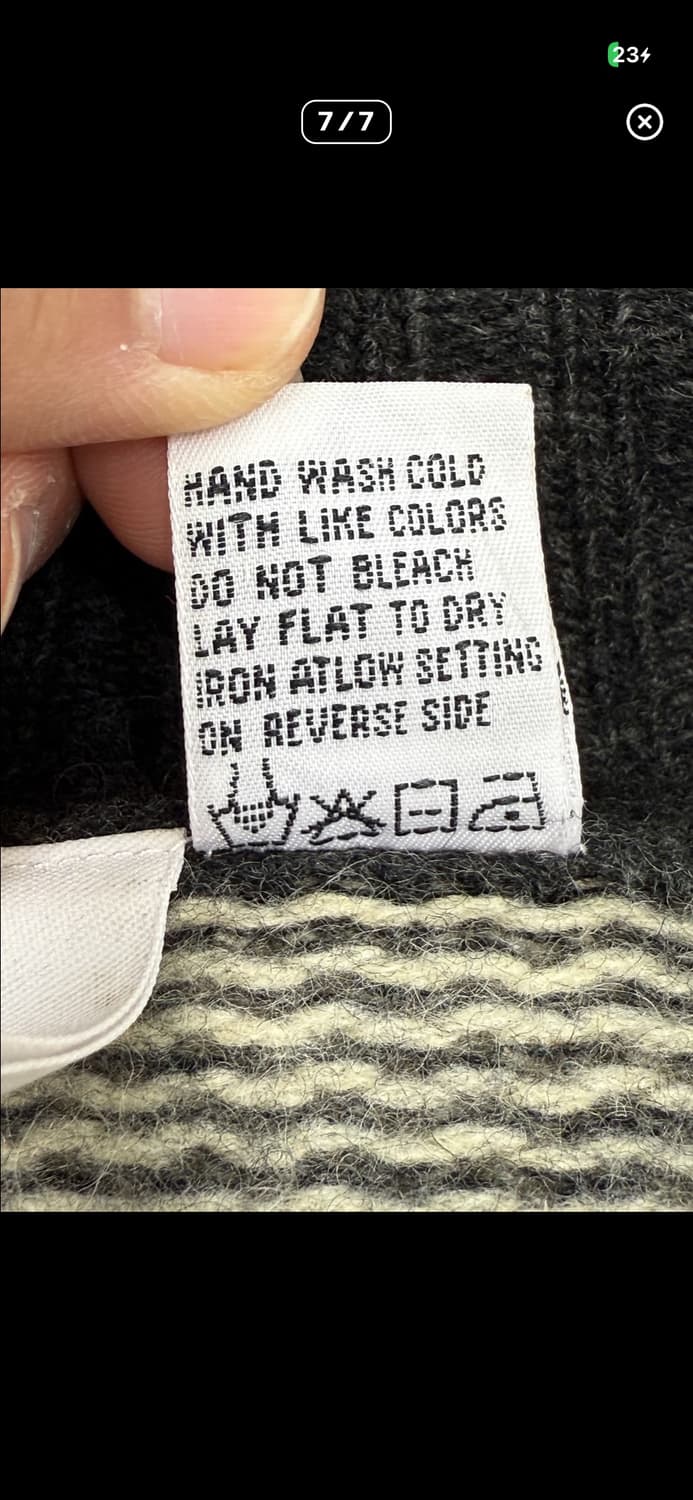 23
7/7
HAND WASH COLD
WITH LIKE COLORS
DO NOT BLEACH
LAY FLAT TO DRY
IRON ATLOW SETTING
ON REVERSE SIDE